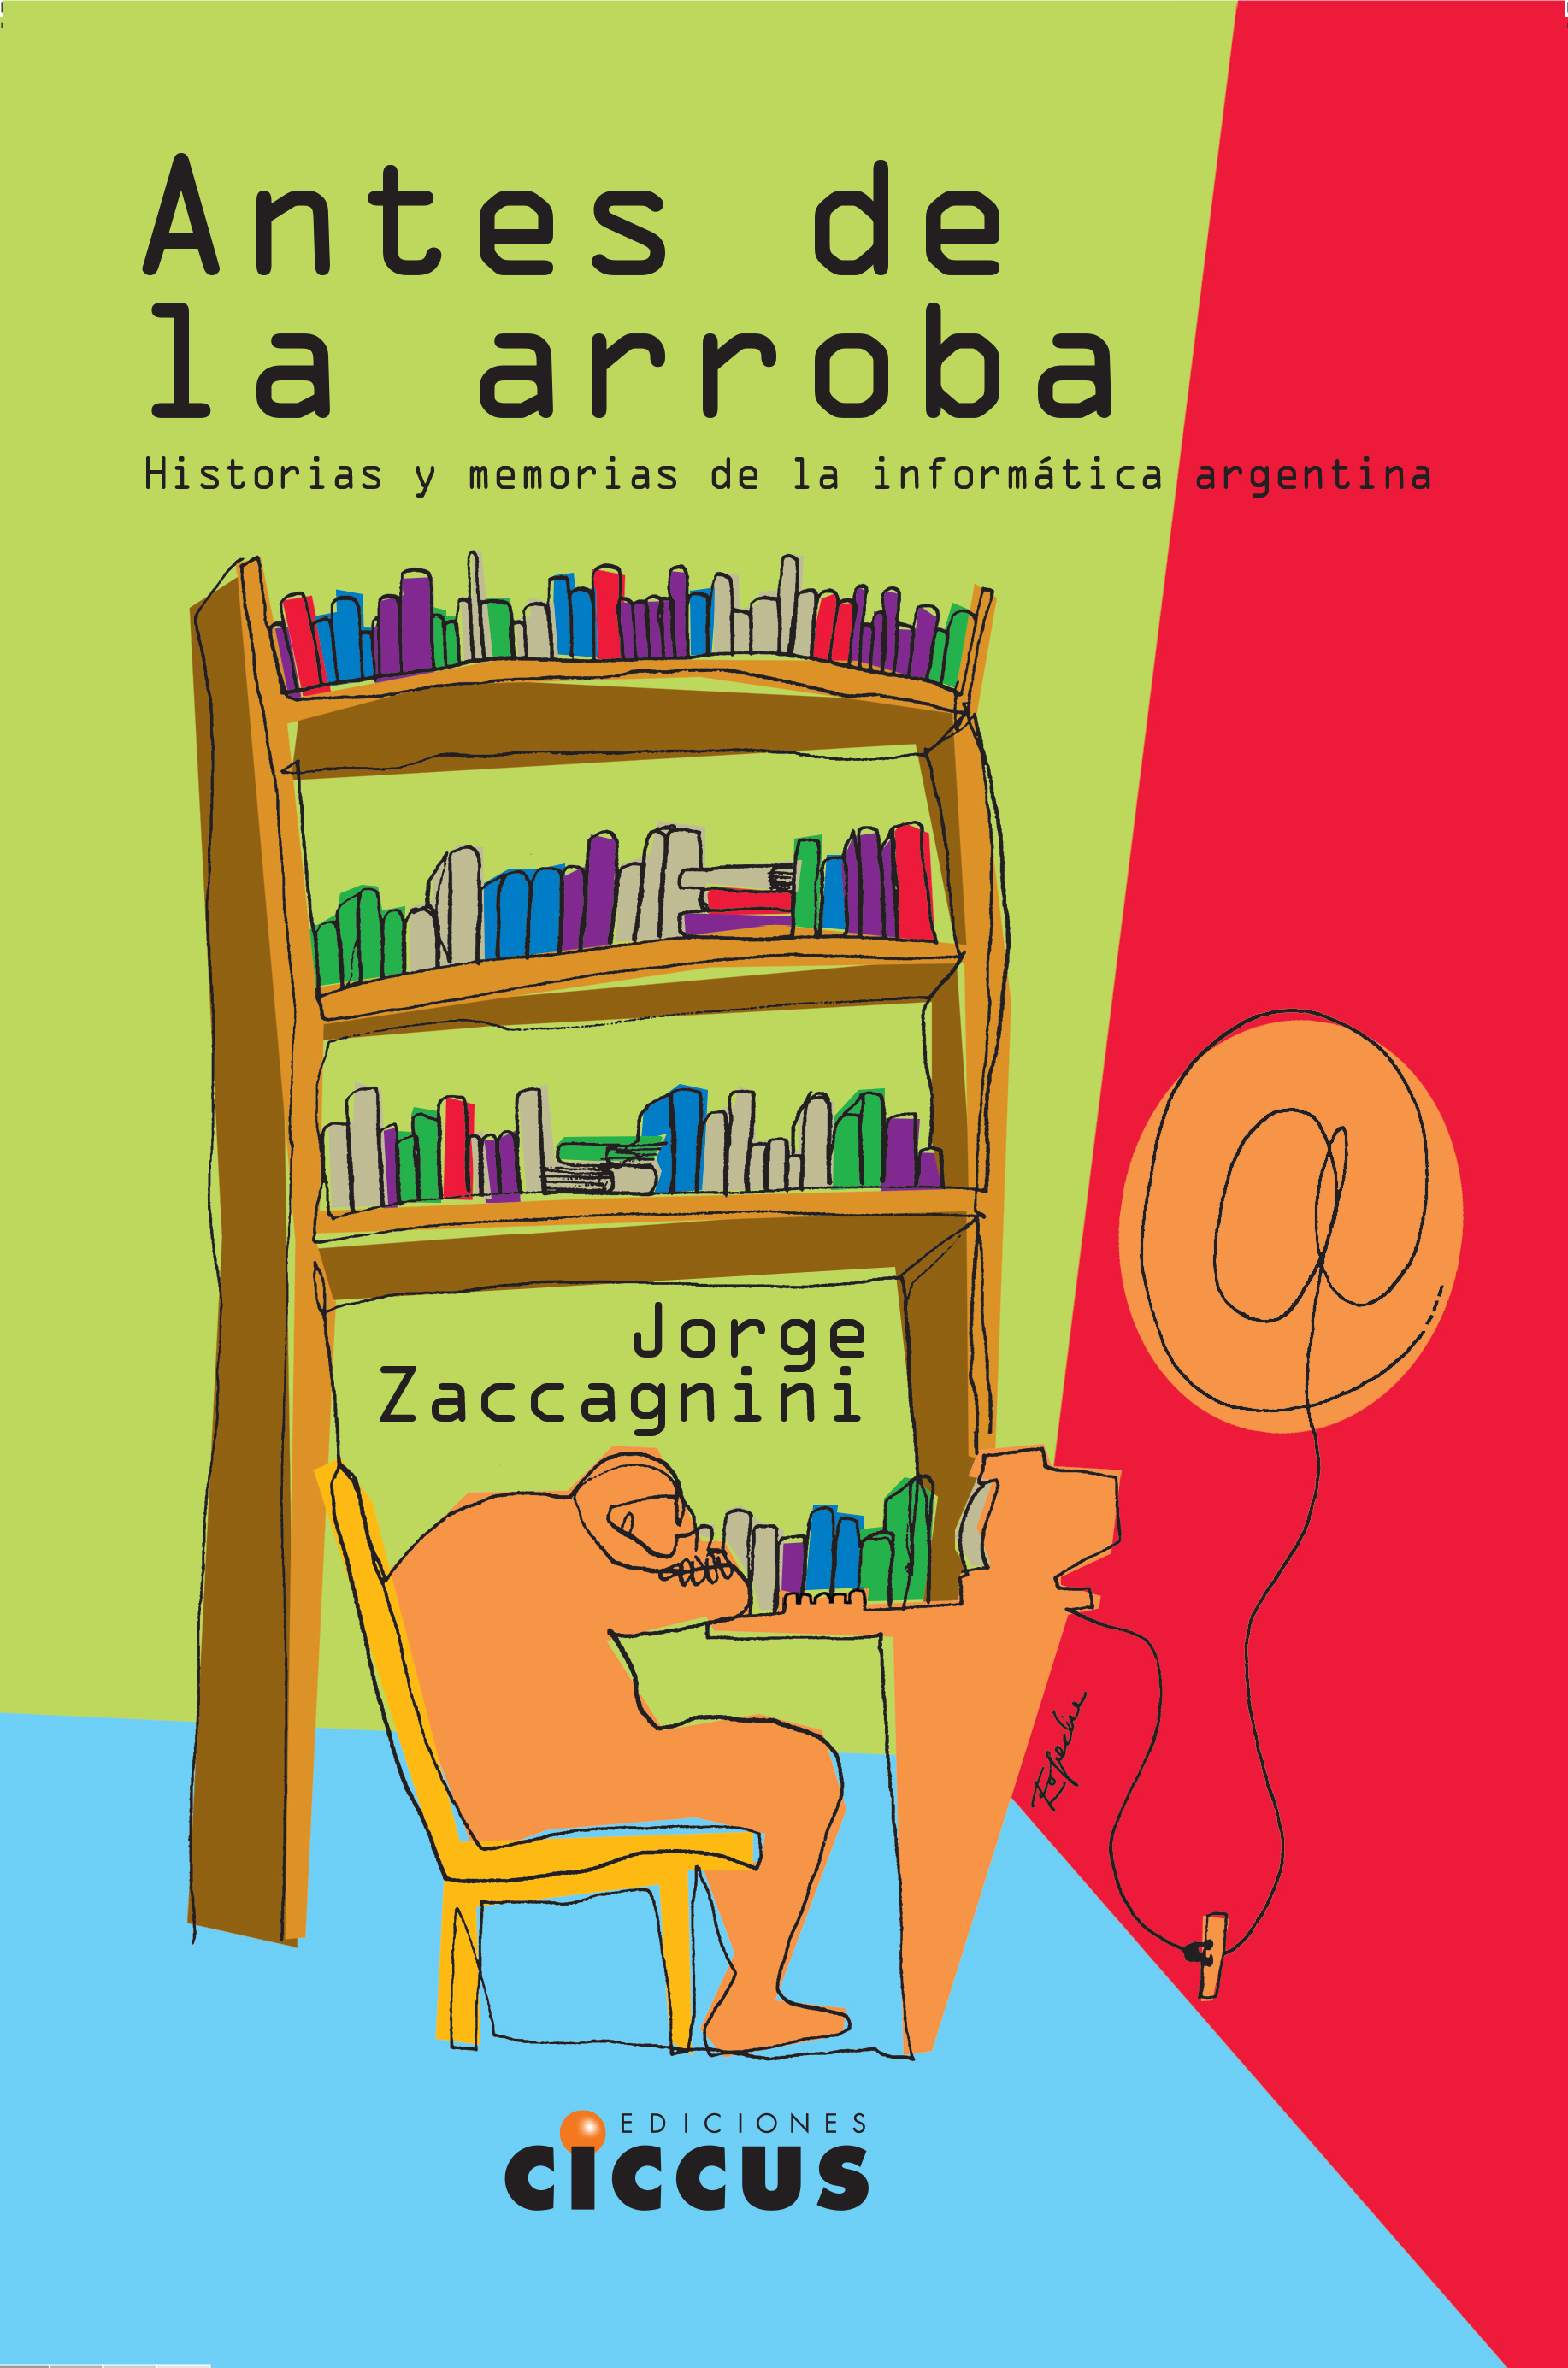 Antes de
la arroba
Historias y memorias de la informática argentina
Jorge
Zaccagnini
EDICIONES
CICCUS